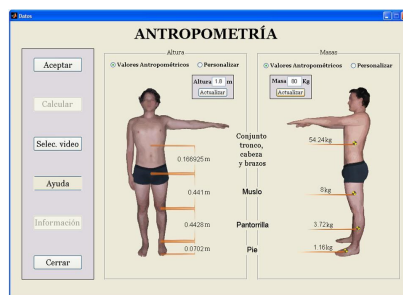 Datos
ANTROPOMETRÍA
Aceptar
Calcular
Selec. video
Ayuda
Información
Cerrar
Altura
Valores Antropométricos
Personalizar
Altura 1.8 m
Actualizar
0.166925 m
0.441 m
0.4428 m
0.0702 m
Conjunto
tronco,
cabeza
y brazos
Muslo
Pantorrilla
Pie
Masas
Valores Antropométricos
Personalizar
Masa 80 Kg
Actualizar
54.24kg
8kg
3.72kg
1.16kg